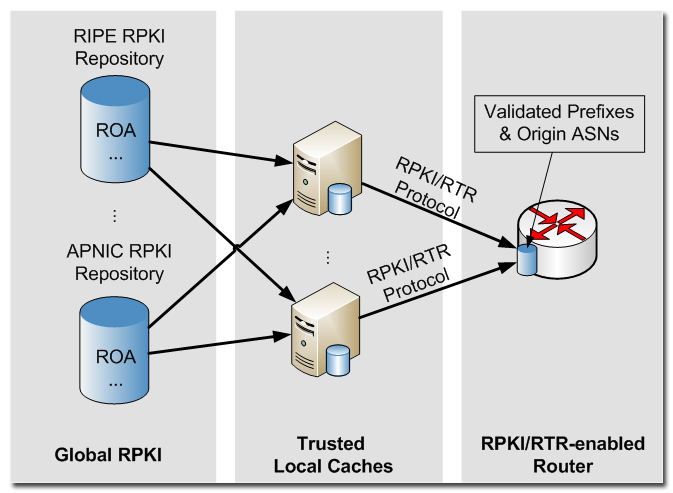 RIPE RPKI
Repository
ROA
...
...
APNIC RPKI
Repository
ROA
...
Global RPKI
...
Trusted
Local Caches
RPKI/RTR
Protocol
RPKI/RTR
Protocol
Validated Prefixes
& Origin ASNs
RPKI/RTR-enabled
Router